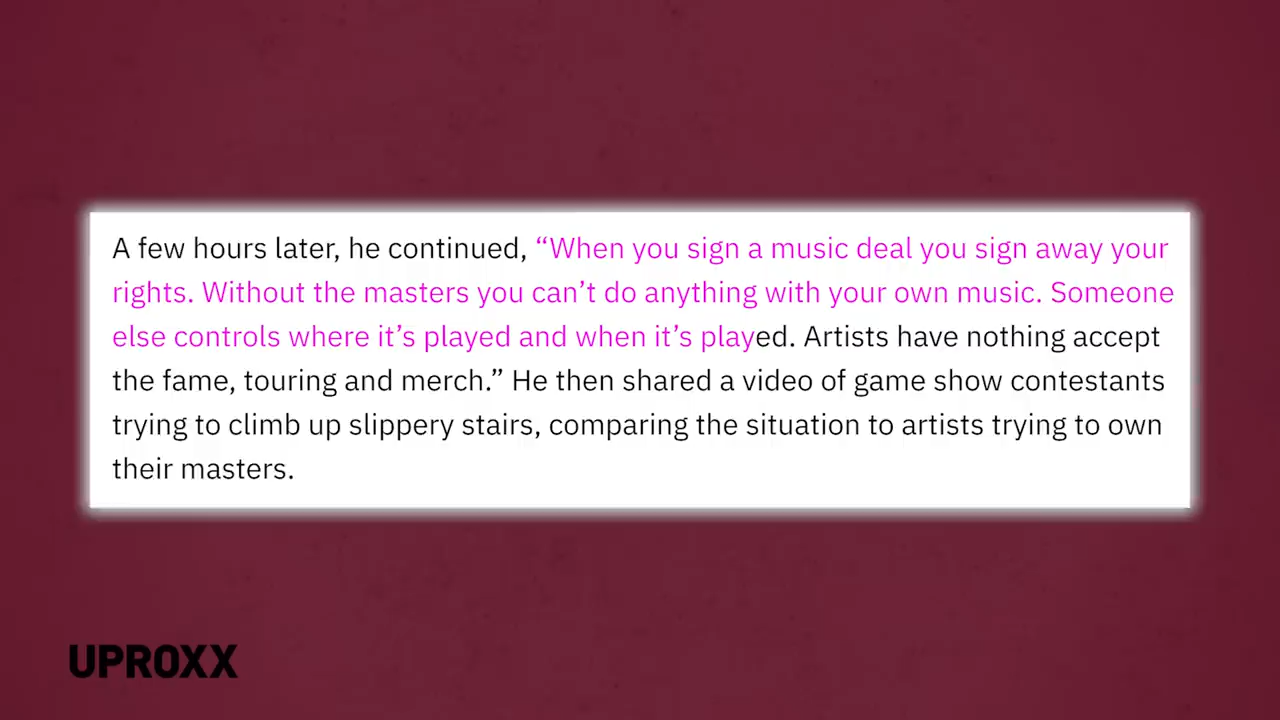 A few hours later, he continued, “When you sign a music deal you sign away your
rights. Without the masters you can’t do anything with your own music. Someone
else controls where it’s played and when it’s played. Artists have nothing accept
the fame, touring and merch.” He then shared a video of game show contestants
trying to climb up slippery stairs, comparing the situation to artists trying to own
their masters.
UPROXX